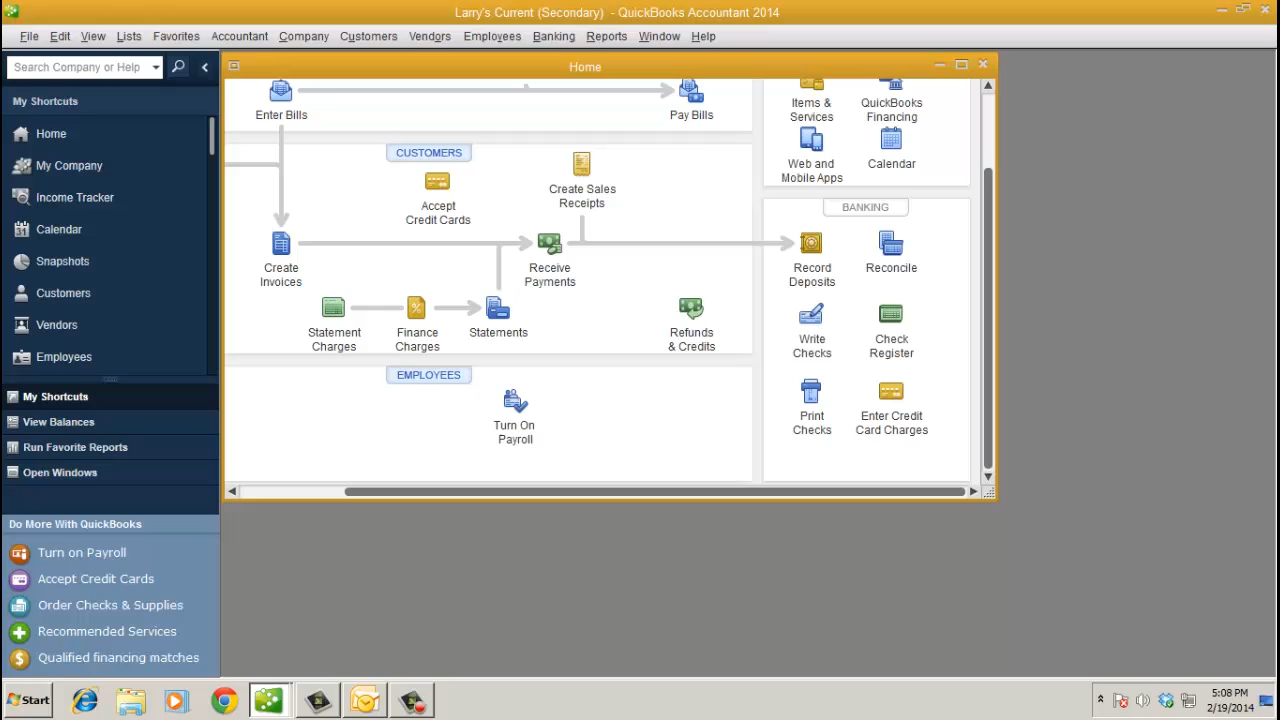 Larry's Current (Secondary) - QuickBooks Accountant 2014
File Edit View Lists Favorites Accountant Company Customers Vendors Employees Banking Reports Window Help
Search Company or Help
My Shortcuts
Home
My Company
Income Tracker
Calendar
Snapshots
Customers
Vendors
Employees
My Shortcuts
View Balances
Run Favorite Reports
Open Windows
Do More With QuickBooks
Turn on Payroll
Accept Credit Cards
Order Checks & Supplies
Recommended Services
Qualified financing matches
Home
Enter Bills
Pay Bills
CUSTOMERS
Accept
Credit Cards
Create Sales
Receipts
Create
Invoices
Receive
Payments
Statement
Charges
Finance
Charges
Statements
Refunds
& Credits
EMPLOYEES
Turn On
Payroll
Items &
Services
QuickBooks
Financing
Web and
Mobile Apps
Calendar
BANKING
Record
Deposits
Reconcile
Write
Checks
Check
Register
Print
Checks
Enter Credit
Card Charges
Start
5:08 PM
2/19/2014